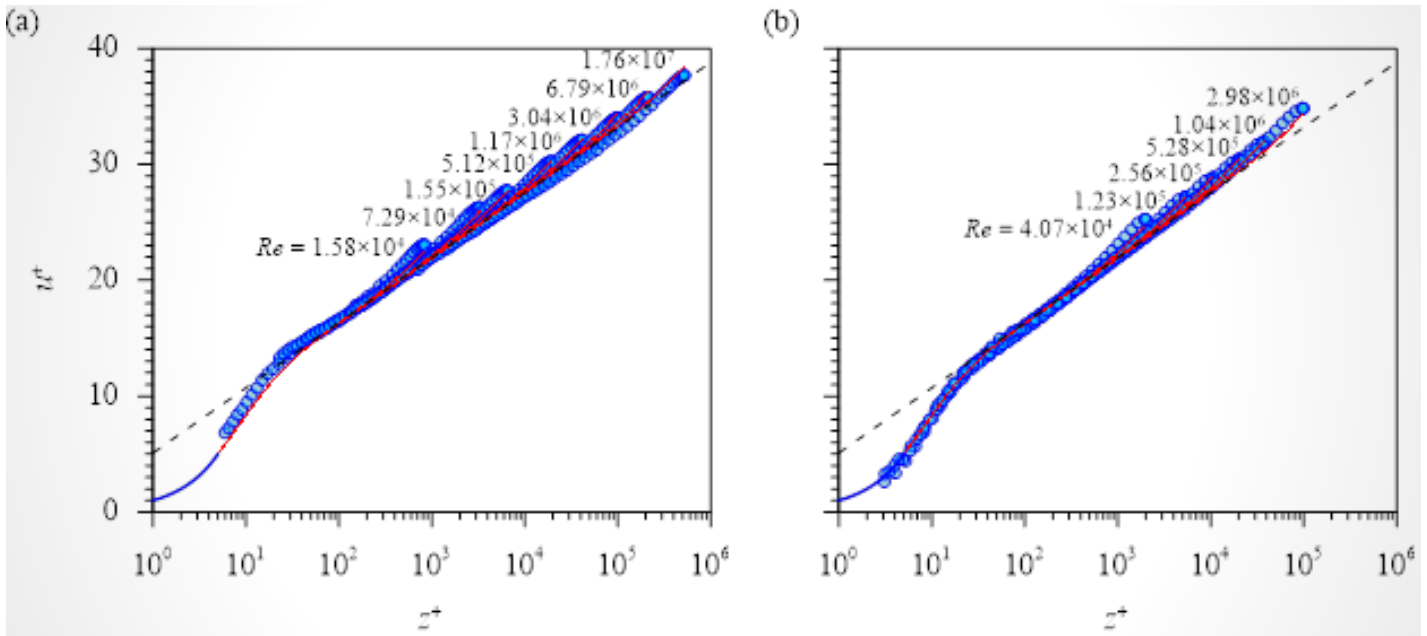 (a)
40
30
20
10
0
u⁺
1.76×10⁷
6.79×10⁶
3.04×10⁶
1.17×10⁶
5.12×10⁵
1.55×10⁵
7.29×10⁴
Re = 1.58×10⁴
10⁰ 10¹ 10² 10³ 10⁴ 10⁵ 10⁶
z⁺
(b)
2.98×10⁶
1.04×10⁶
5.28×10⁵
2.56×10⁵
1.23×10⁵
Re = 4.07×10⁴
10⁰ 10¹ 10² 10³ 10⁴ 10⁵ 10⁶
z⁺